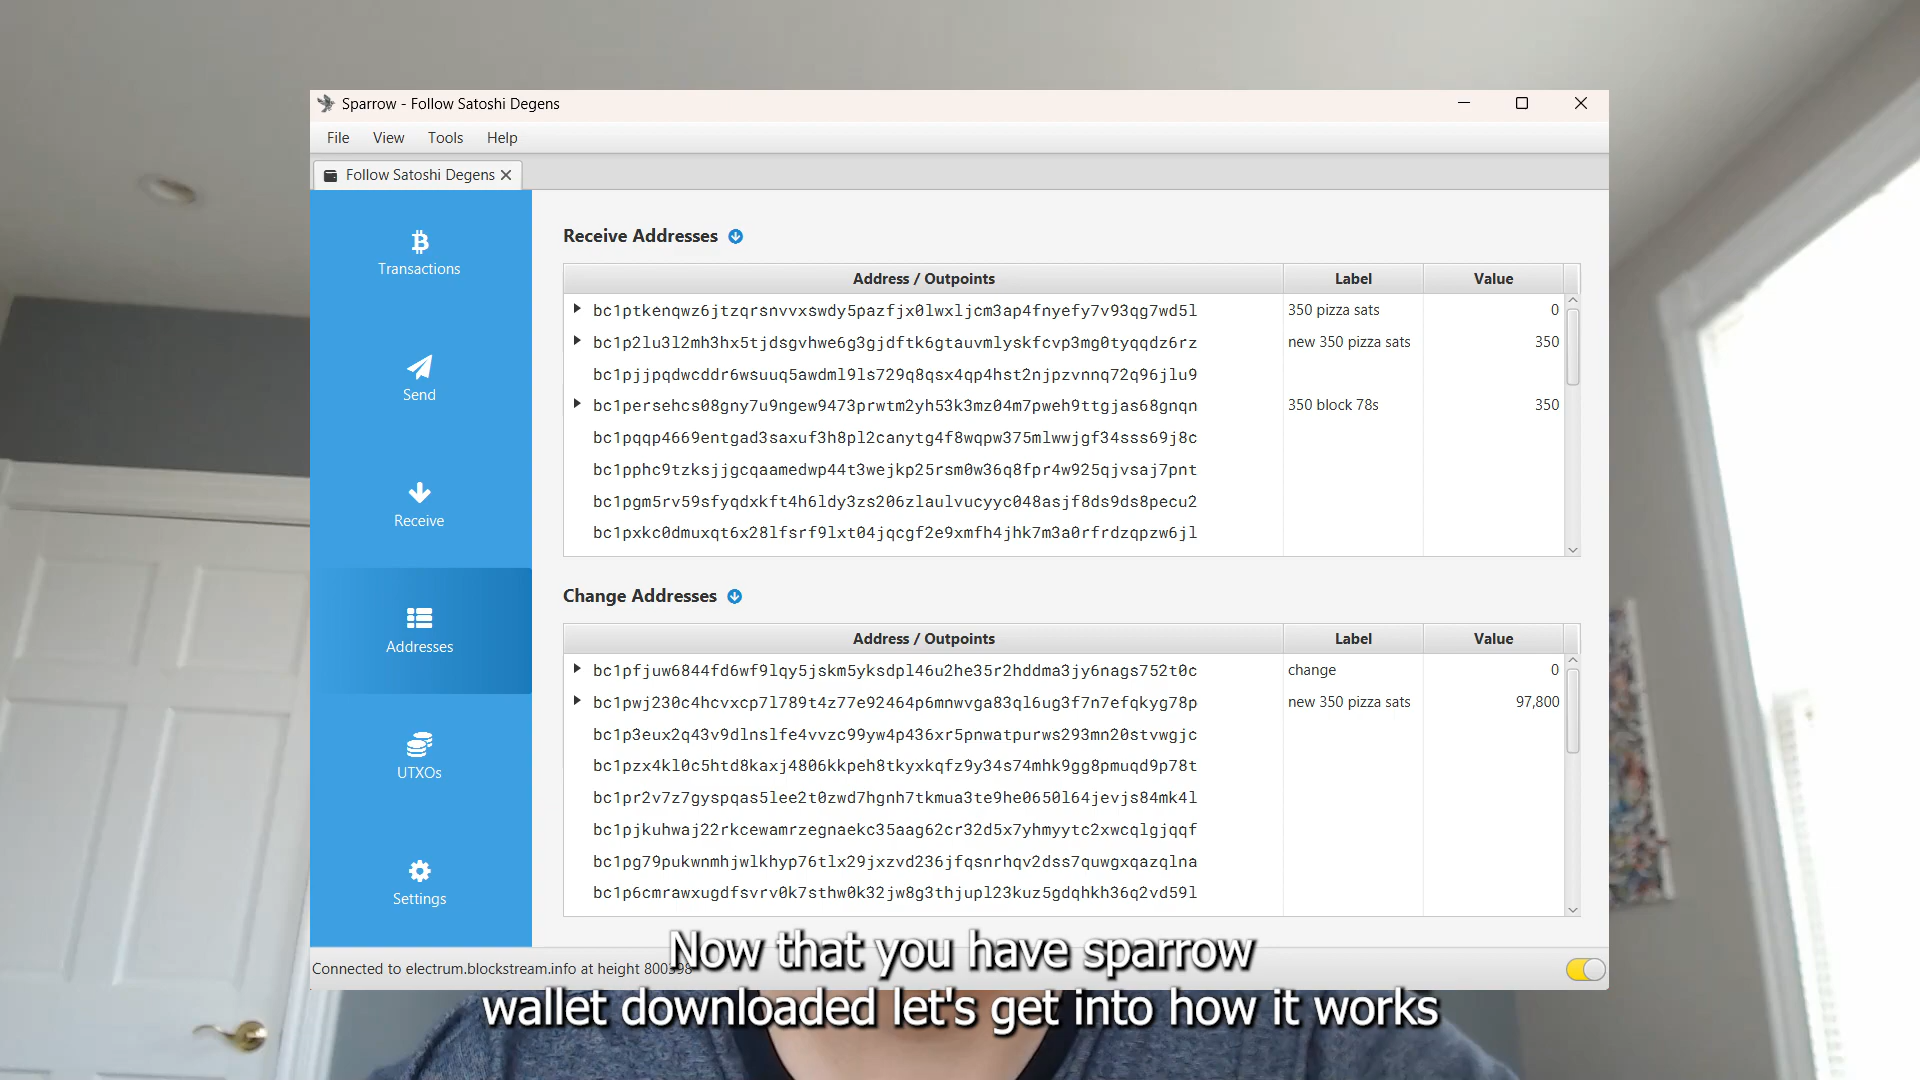 Sparrow - Follow Satoshi Degens
File View Tools Help
Follow Satoshi Degens
Transactions
Send
Receive
Addresses
UTXOs
Settings
Receive Addresses
Address / Outpoints Label Value
bc1ptkenqwz6jtzqrsnvvxswdy5pazfjx0lwxljcm3ap4fnyefy7v93qg7wd5l 350 pizza sats 0
bc1p2lu3l2mh3hx5tjdsgvhwe6g3gjdftk6gtauvmlyskfcvp3mg0tyqqdz6rz new 350 pizza sats 350
bc1pjjpqdwcddr6wsuuq5awdml9ls729q8qsx4qp4hst2njpzvnnq72q96jlu9
bc1persehcs08gny7u9ngew9473prwtm2yh53k3mz04m7pweh9ttgjas68gnqn 350 block 78s 350
bc1pqqp4669entgad3saxuf3h8pl2canytg4f8wqpw375mlwwjgf34sss69j8c
bc1pphc9tzksjjgcqaamedwp44t3wejkp25rsm0w36q8fpr4w925qjvsaj7pnt
bc1pgm5rv59sfyqdxkft4h6ldy3zs206zlaulvucyyc048asjf8ds9ds8pecu2
bc1pxkc0dmuxqt6x28lfsrf9lxt04jqcgf2e9xmfh4jhk7m3a0rfrdzqpzw6jl
Change Addresses
Address / Outpoints Label Value
bc1pfjuw6844fd6wf9lqy5jskm5yksdpl46u2he35r2hddma3jy6nags752t0c change 0
bc1pwj230c4hcvxcp7l789t4z77e92464p6mnwvga83ql6ug3f7n7efqkyg78p new 350 pizza sats 97,800
bc1p3eux2q43v9dlnslfe4vvzc99yw4p436xr5pnwatpurws293mn20stvwgjc
bc1pzx4kl0c5htd8kaxj4806kkpeh8tkyxkqfz9y34s74mhk9gg8pmuqd9p78t
bc1pr2v7z7gyspqas5lee2t0zwd7hgnh7tkmua3te9he0650l64jevjs84mk4l
bc1pjkuhwaj22rkcewamrzegnaekc35aag62cr32d5x7yhmyytc2xwcqlgjqqf
bc1pg79pukwnmhjwlkhyp76tlx29jxzvd236jfqsnrhqv2dss7quwgxqazqlna
bc1p6cmrawxugdfsvrv0k7sthw0k32jw8g3thjupl23kuz5gdqhkh36q2vd59l
Now that you have sparrow
Connected to electrum.blockstream.info at height 800398
wallet downloaded let's get into how it works